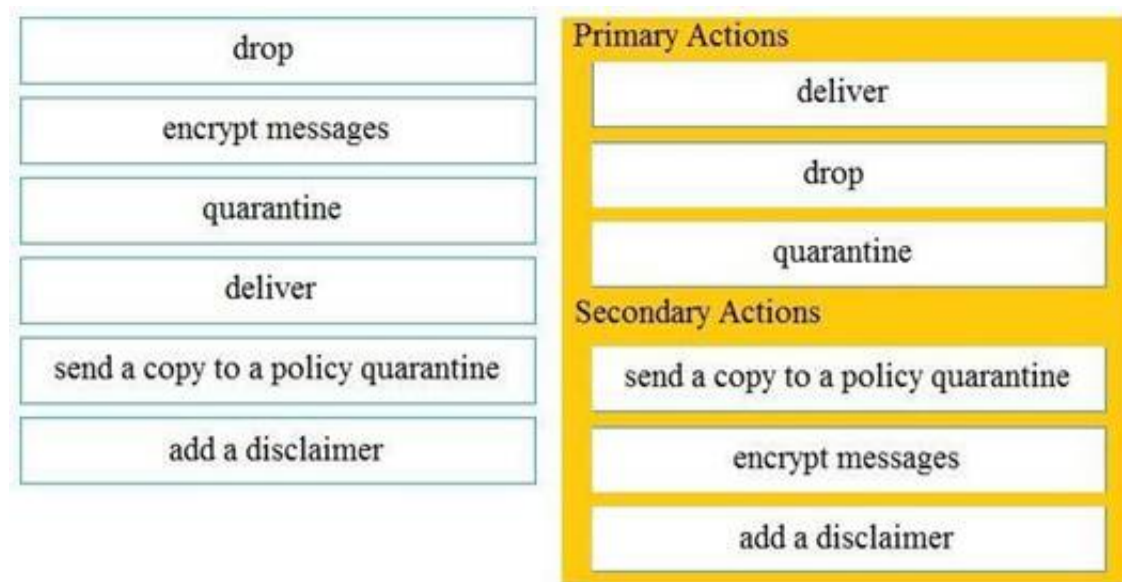 drop
encrypt messages
quarantine
deliver
send a copy to a policy quarantine
add a disclaimer
Primary Actions
deliver
drop
quarantine
Secondary Actions
send a copy to a policy quarantine
encrypt messages
add a disclaimer